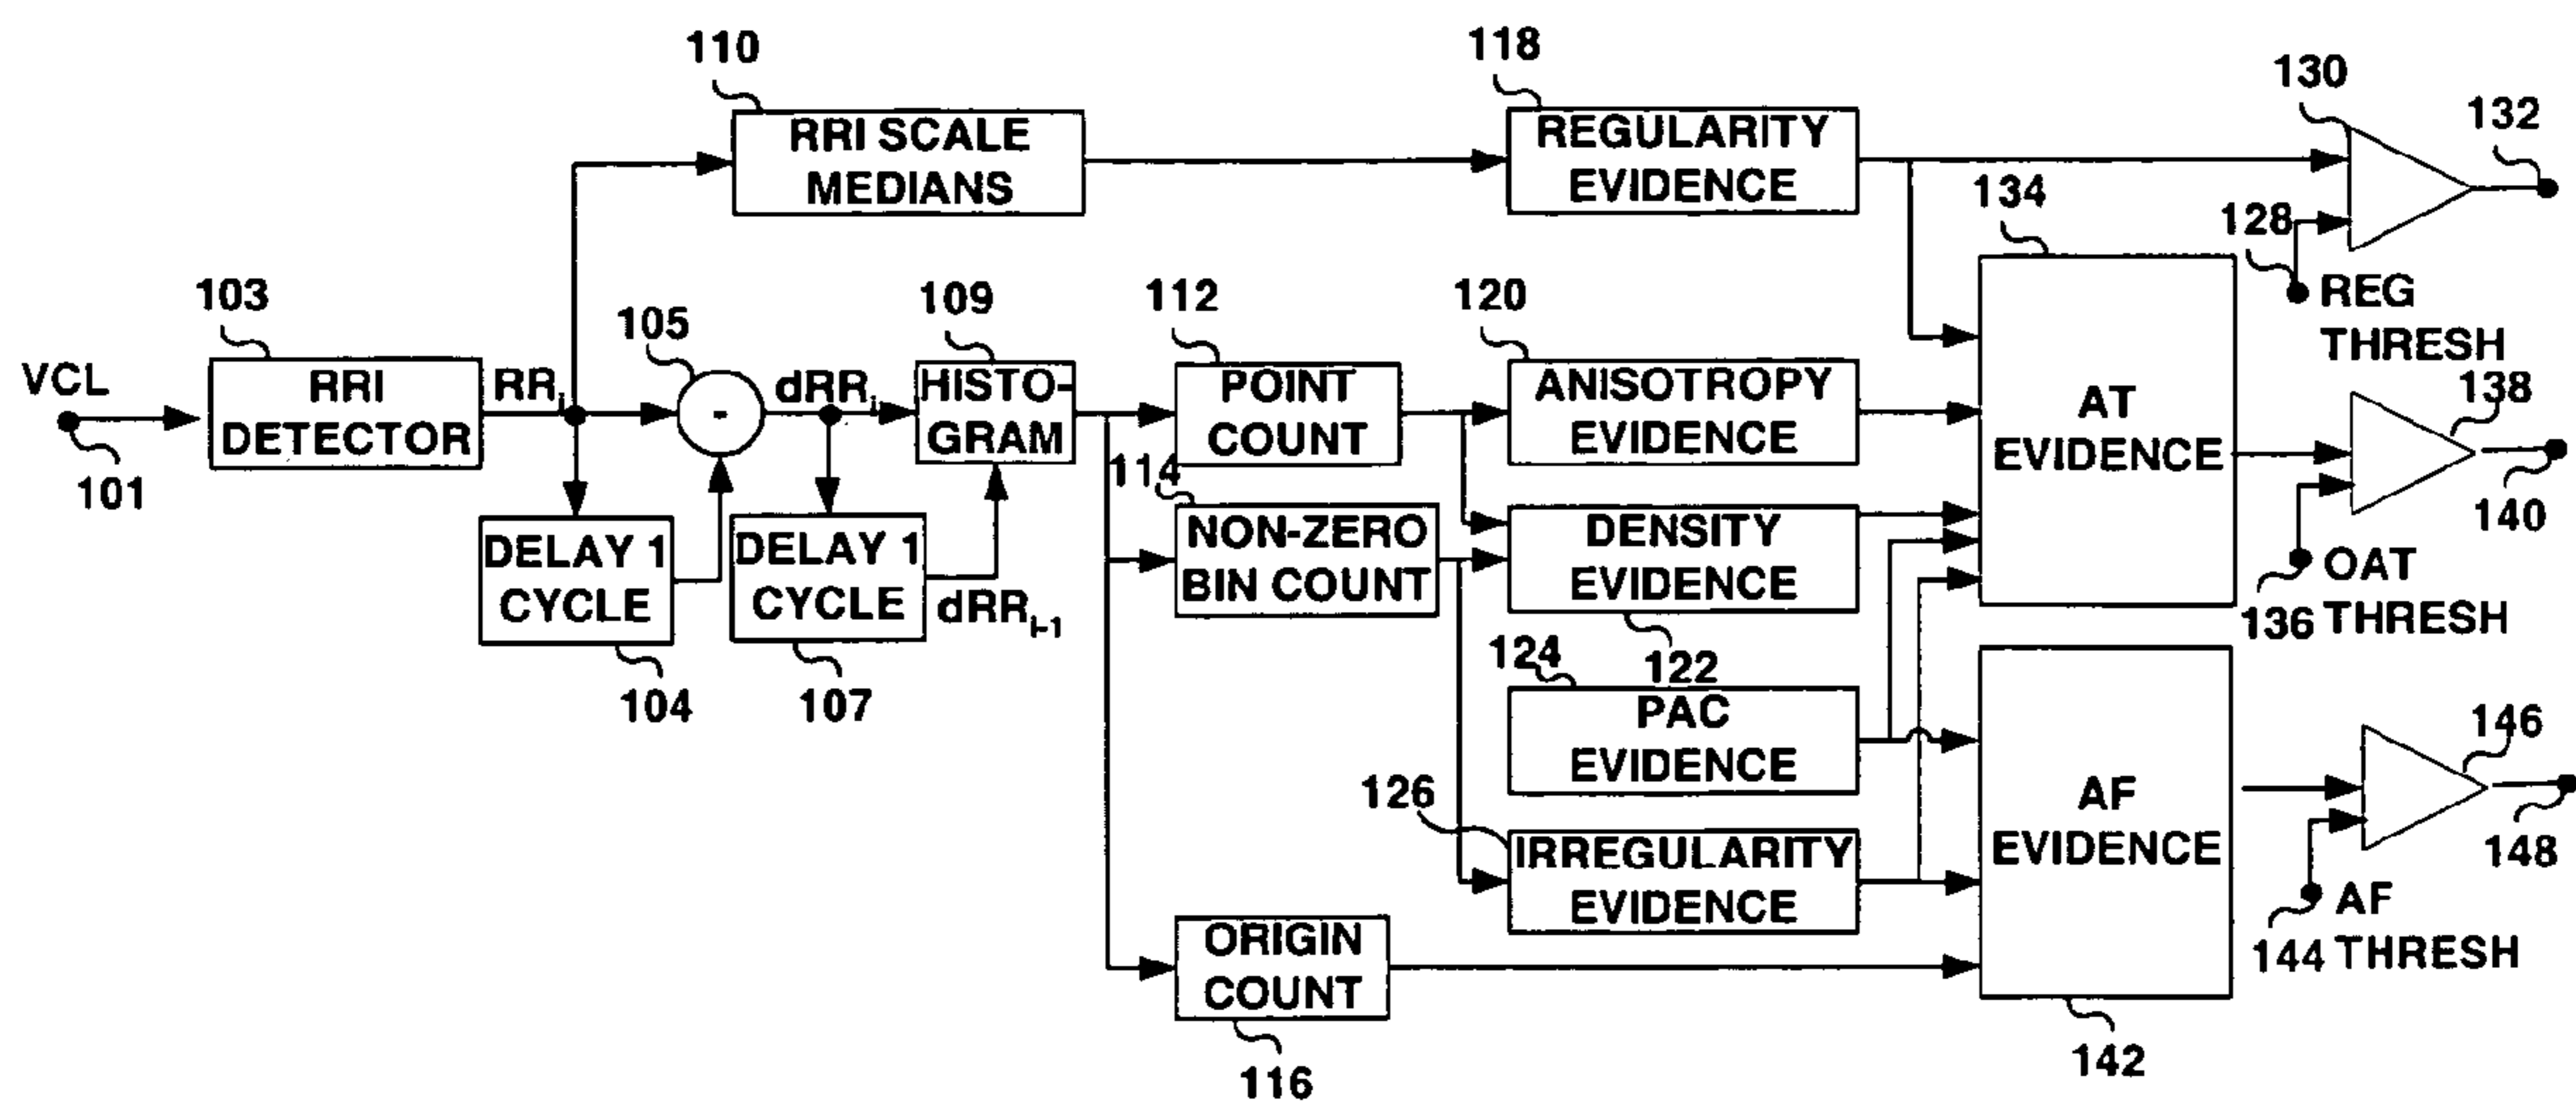 110
118
130
132
RRI SCALE
MEDIANS
REGULARITY
EVIDENCE
134
128
REG
THRESH
103
105
109
112
120
VCL
101
RRI
DETECTOR
RRi
-
dRRi
HISTO-
GRAM
POINT
COUNT
ANISOTROPY
EVIDENCE
AT
EVIDENCE
138
140
114
DELAY 1
CYCLE
104
DELAY 1
CYCLE
107
dRRi-1
NON-ZERO
BIN COUNT
DENSITY
EVIDENCE
122
OAT
136 THRESH
124
PAC
EVIDENCE
126
IRREGULARITY
EVIDENCE
AF
EVIDENCE
146
148
AF
144 THRESH
ORIGIN
COUNT
116
142